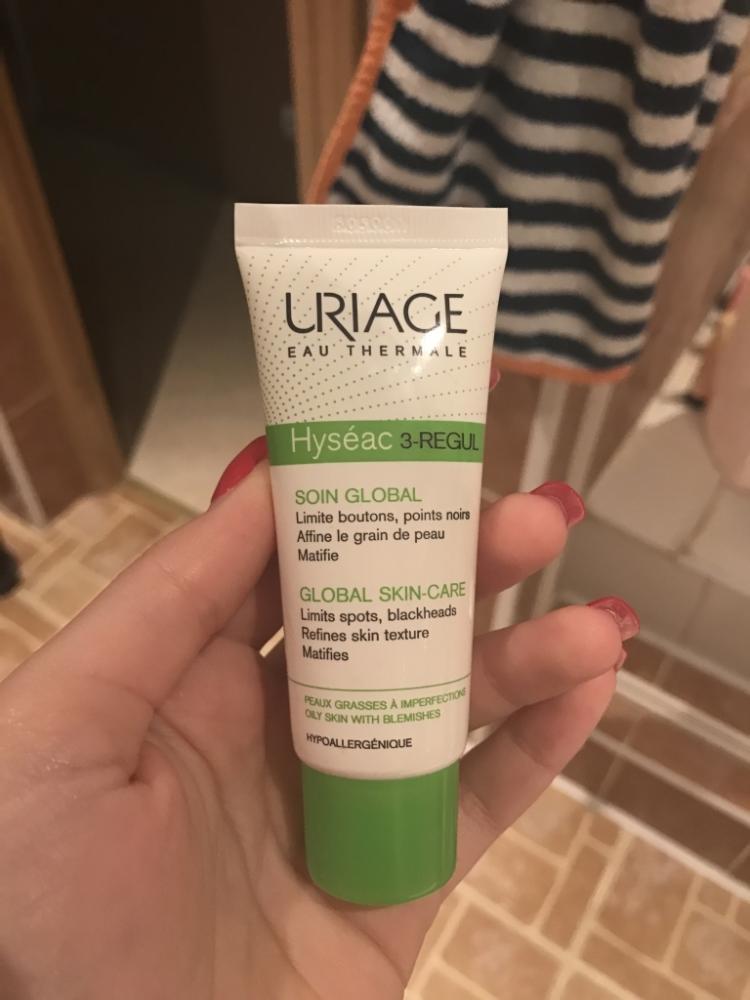 URIAGE
EAU THERMALE
Hyséac 3-REGUL
SOIN GLOBAL
Limite boutons, points noirs
Affine le grain de peau
Matifie
GLOBAL SKIN-CARE
Limits spots, blackheads
Refines skin texture
Matifies
PEAUX GRASSES À IMPERFECTIONS
OILY SKIN WITH BLEMISHES
HYPOALLERGÉNIQUE